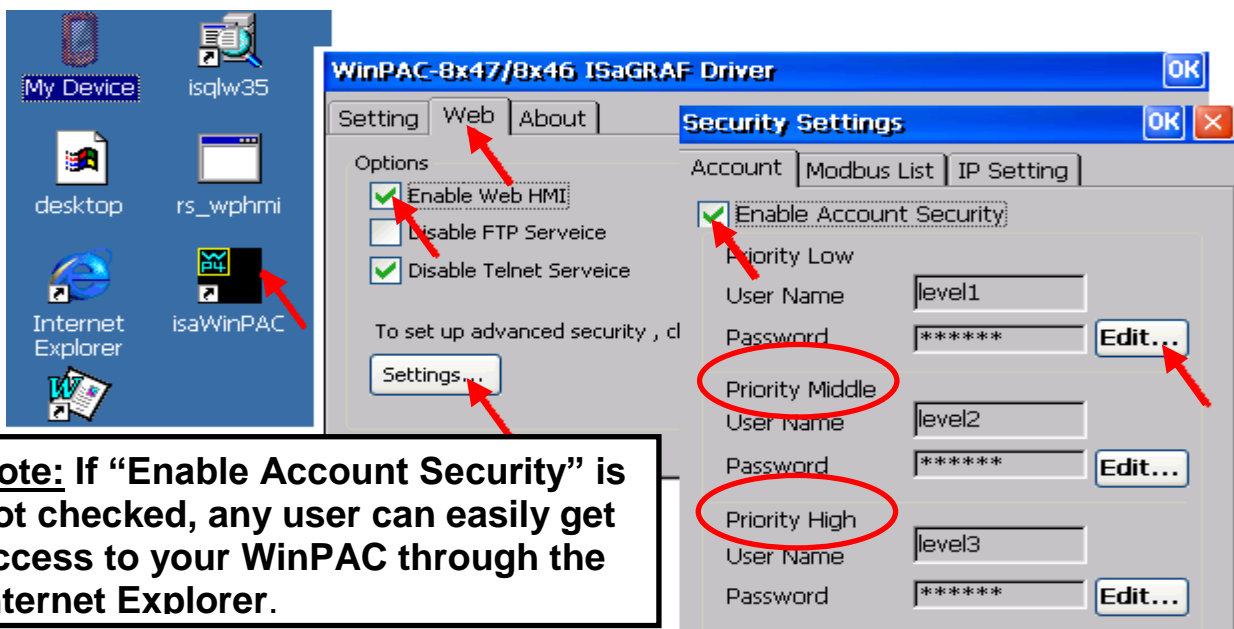 My Device
isqlw35
desktop
rs_wphmi
Internet
Explorer
isaWinPAC
WinPAC-8x47/8x46 ISaGRAF Driver
OK
Setting
Web
About
Options
Enable Web HMI
Disable FTP Serveice
Disable Telnet Serveice
To set up advanced security , cl
Settings...
Security Settings
OK
Account
Modbus List
IP Setting
Enable Account Security
Priority Low
User Name
level1
Password
******
Edit...
Priority Middle
User Name
level2
Password
******
Edit...
Priority High
User Name
level3
Password
******
Edit...
ote: If “Enable Account Security” is
ot checked, any user can easily get
ccess to your WinPAC through the
nternet Explorer.